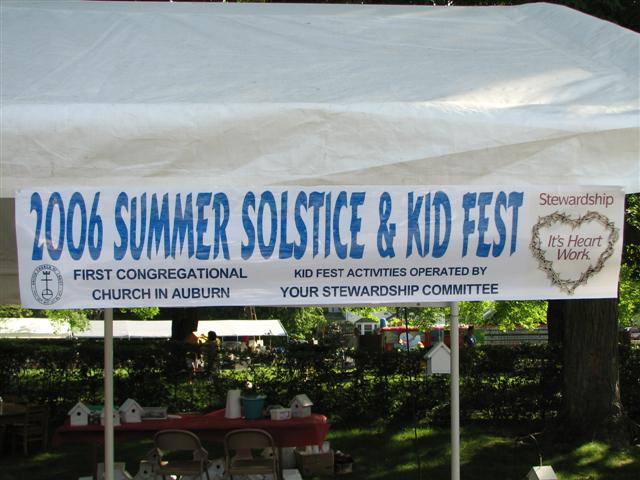 2006 SUMMER SOLSTICE & KID FEST
FIRST CONGREGATIONAL
CHURCH IN AUBURN
KID FEST ACTIVITIES OPERATED BY
YOUR STEWARDSHIP COMMITTEE
Stewardship
It's Heart
Work.